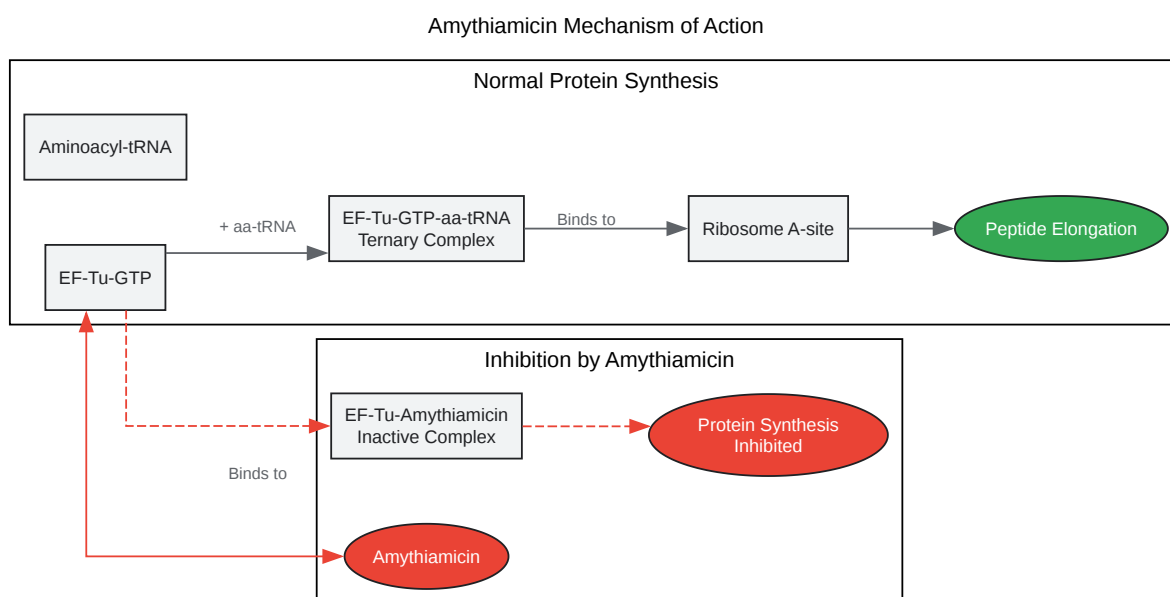 Amythiamicin Mechanism of Action
Normal Protein Synthesis
Aminoacyl-tRNA
EF-Tu-GTP
+ aa-tRNA
EF-Tu-GTP-aa-tRNA
Ternary Complex
Binds to
Ribosome A-site
Peptide Elongation
Inhibition by Amythiamicin
EF-Tu-Amythiamicin
Inactive Complex
Protein Synthesis
Inhibited
Binds to
Amythiamicin